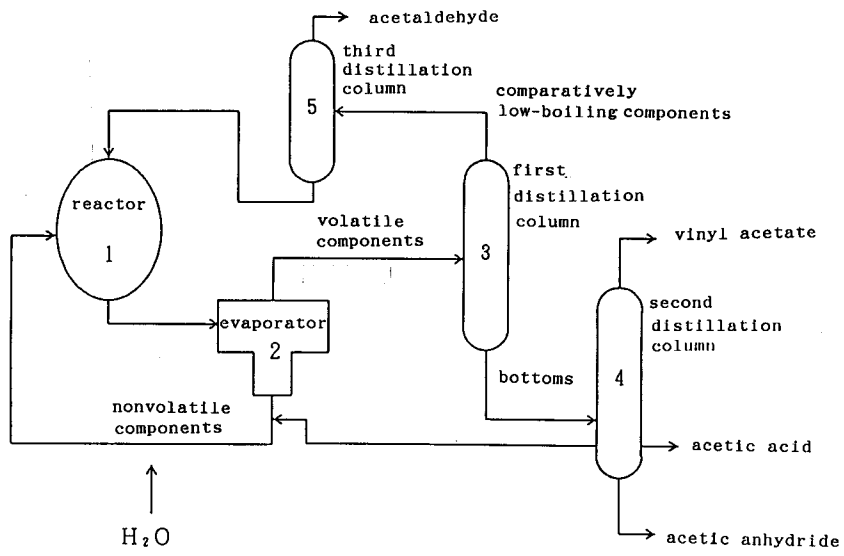 acetaldehyde
third
distillation
column
5
comparatively
low-boiling components
reactor
1
first
distillation
column
3
volatile
components
vinyl acetate
evaporator
2
second
distillation
column
4
bottoms
nonvolatile
components
acetic acid
H₂O
acetic anhydride